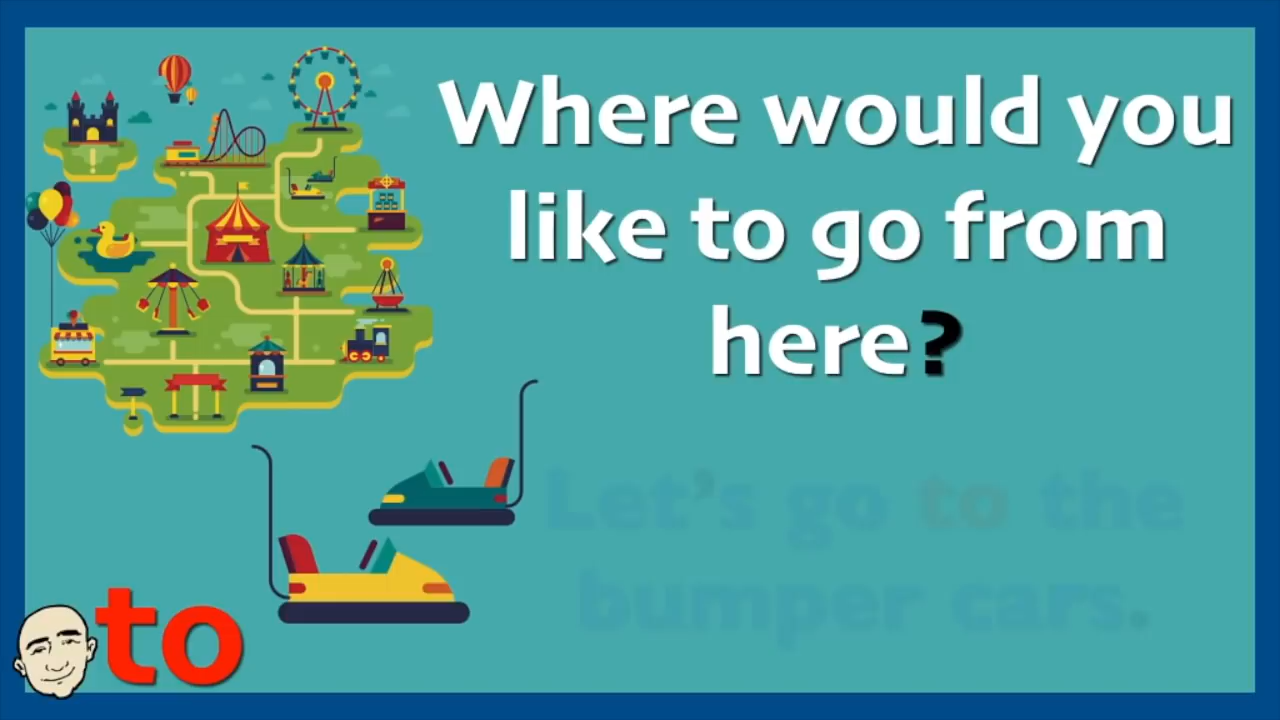 Where would you
like to go from
here?
Let's go to the
bumper cars.
to